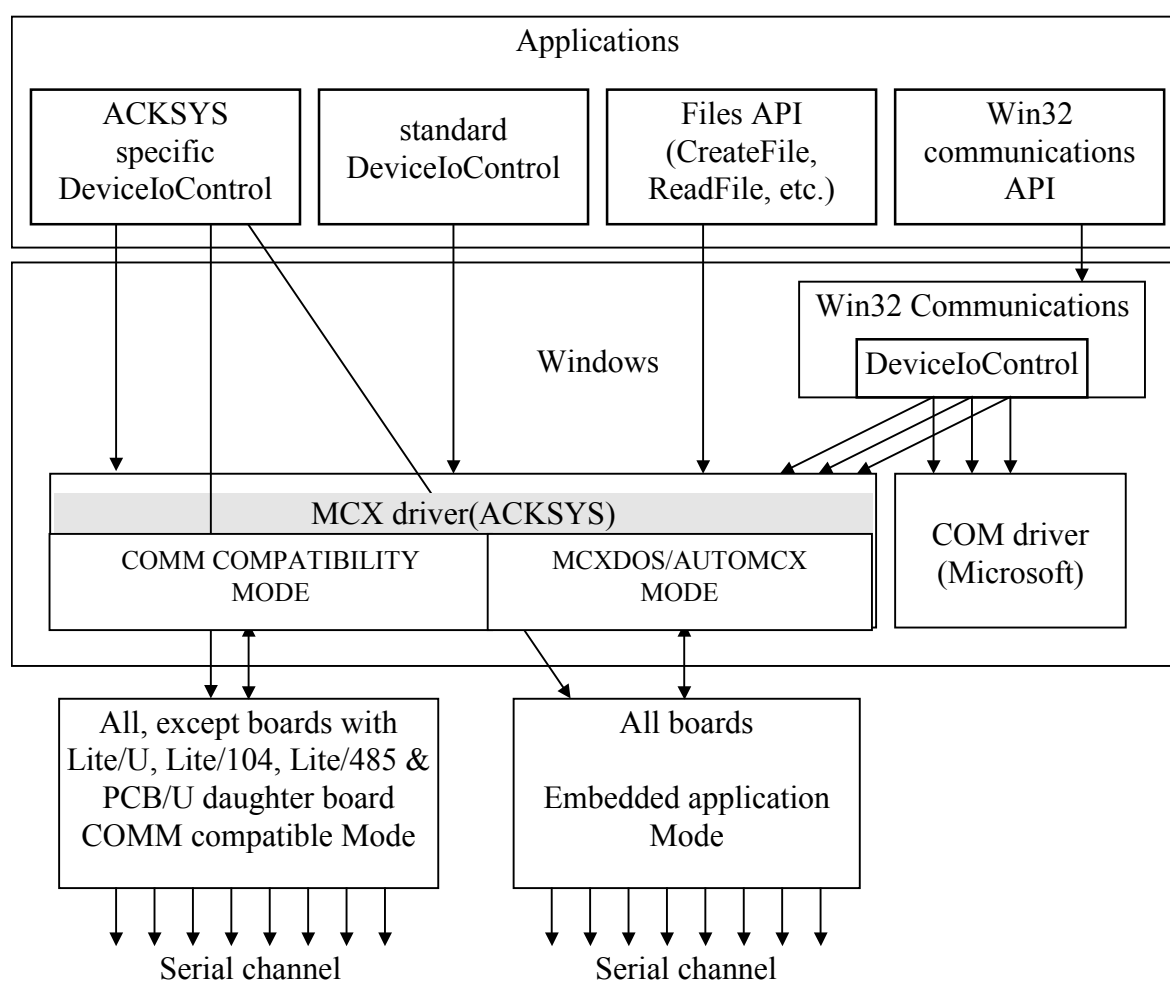 Applications
ACKSYS
specific
DeviceIoControl
standard
DeviceIoControl
Files API
(CreateFile,
ReadFile, etc.)
Win32
communications
API
Win32 Communications
DeviceIoControl
Windows
MCX driver(ACKSYS)
COMM COMPATIBILITY
MODE
MCXDOS/AUTOMCX
MODE
COM driver
(Microsoft)
All, except boards with
Lite/U, Lite/104, Lite/485 &
PCB/U daughter board
COMM compatible Mode
All boards
Embedded application
Mode
Serial channel
Serial channel